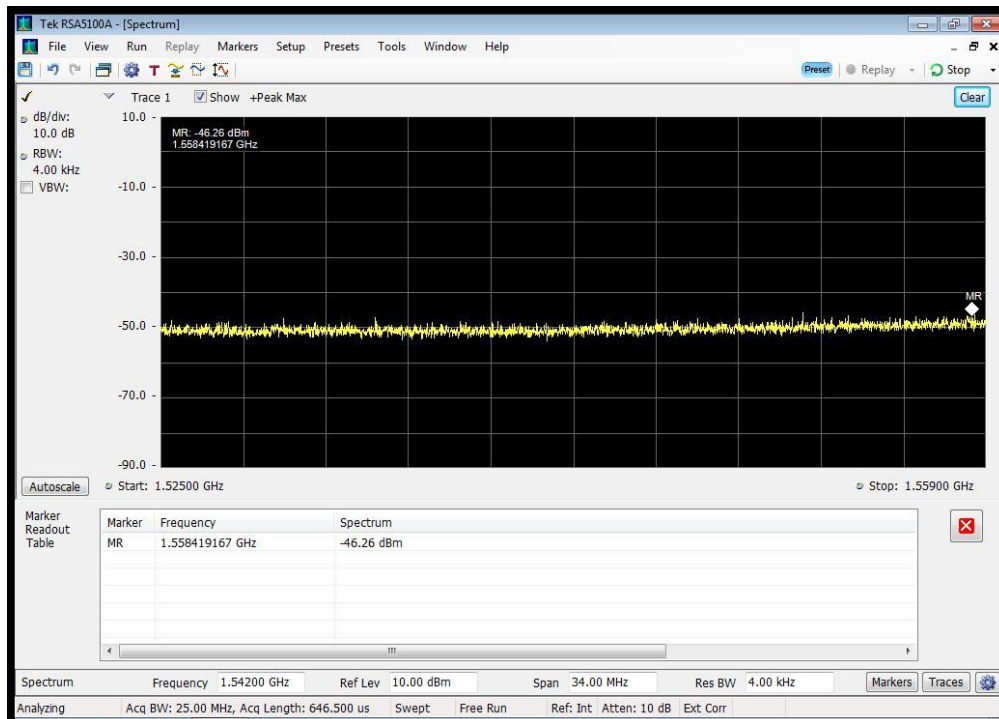 Tek RSA5100A - [Spectrum]
File View Run Replay Markers Setup Presets Tools Window Help
T Preset Replay Stop
Trace 1 Show +Peak Max Clear
dB/div:
10.0 dB
RBW:
4.00 kHz
VBW:
10.0
MR: -46.26 dBm
1.558419167 GHz
-10.0
-30.0
MR
-50.0
-70.0
-90.0
Autoscale Start: 1.52500 GHz Stop: 1.55900 GHz
Marker
Readout
Table
Marker Frequency Spectrum
MR 1.558419167 GHz -46.26 dBm
Spectrum Frequency 1.54200 GHz Ref Lev 10.00 dBm Span 34.00 MHz Res BW 4.00 kHz Markers Traces
Analyzing Acq BW: 25.00 MHz, Acq Length: 646.500 us Swept Free Run Ref: Int Atten: 10 dB Ext Corr